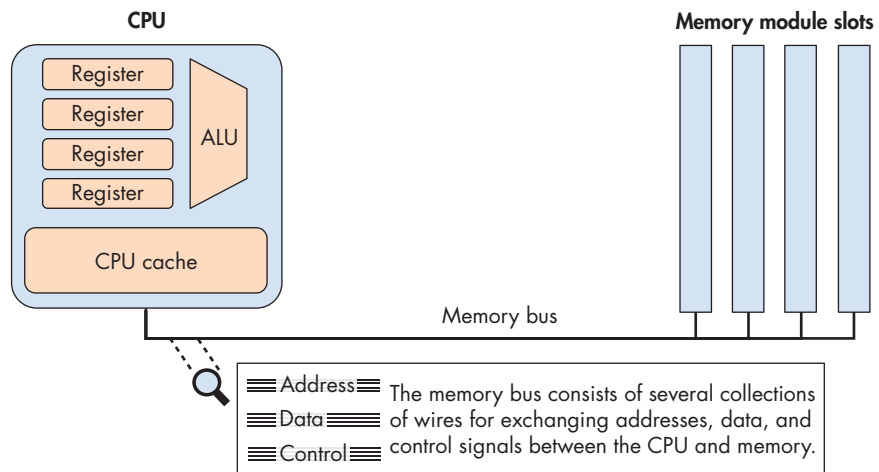 CPU
Memory module slots
Register
Register
Register
Register
ALU
CPU cache
Memory bus
Address
Data
Control
The memory bus consists of several collections
of wires for exchanging addresses, data, and
control signals between the CPU and memory.